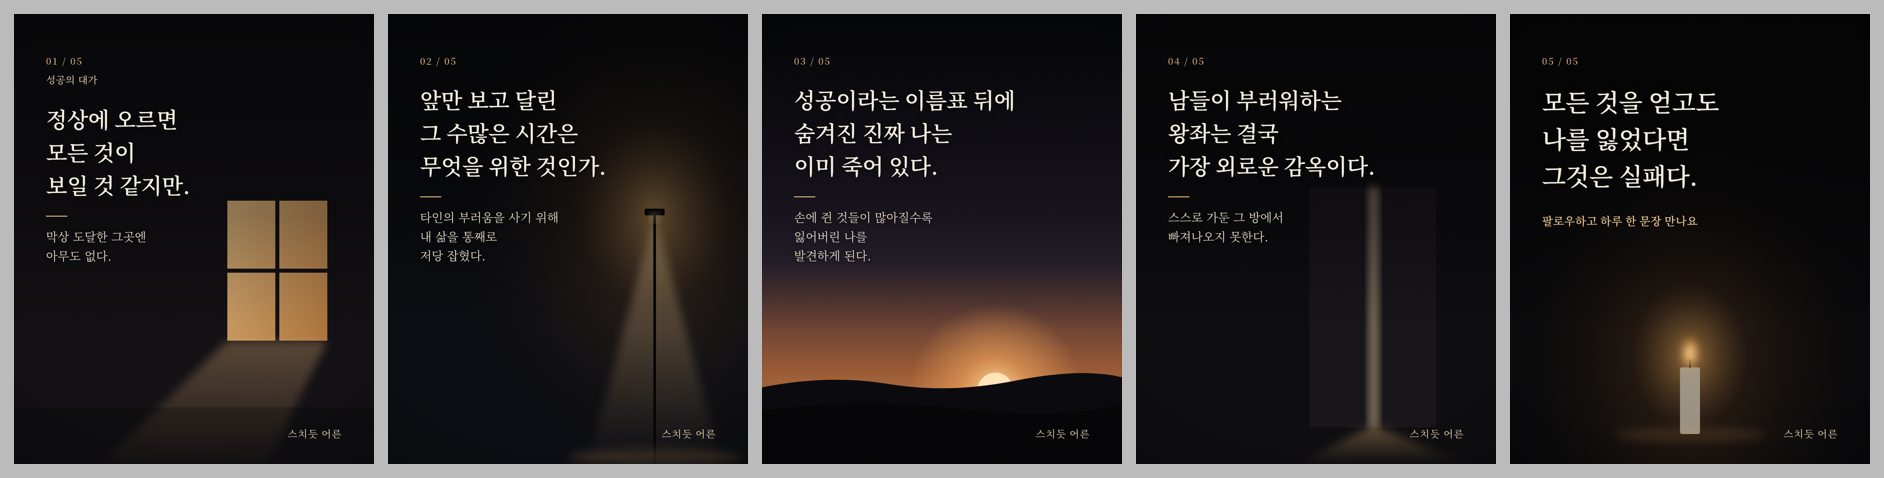 01 / 05
성공의 대가
정상에 오르면
모든 것이
보일 것 같지만.
막상 도달한 그곳엔
아무도 없다.
스치듯 어른
02 / 05
앞만 보고 달린
그 수많은 시간은
무엇을 위한 것인가.
타인의 부러움을 사기 위해
내 삶을 통째로
저당 잡혔다.
스치듯 어른
03 / 05
성공이라는 이름표 뒤에
숨겨진 진짜 나는
이미 죽어 있다.
손에 쥔 것들이 많아질수록
잃어버린 나를
발견하게 된다.
스치듯 어른
04 / 05
남들이 부러워하는
왕좌는 결국
가장 외로운 감옥이다.
스스로 가둔 그 방에서
빠져나오지 못한다.
스치듯 어른
05 / 05
모든 것을 얻고도
나를 잃었다면
그것은 실패다.
팔로우하고 하루 한 문장 만나요
스치듯 어른